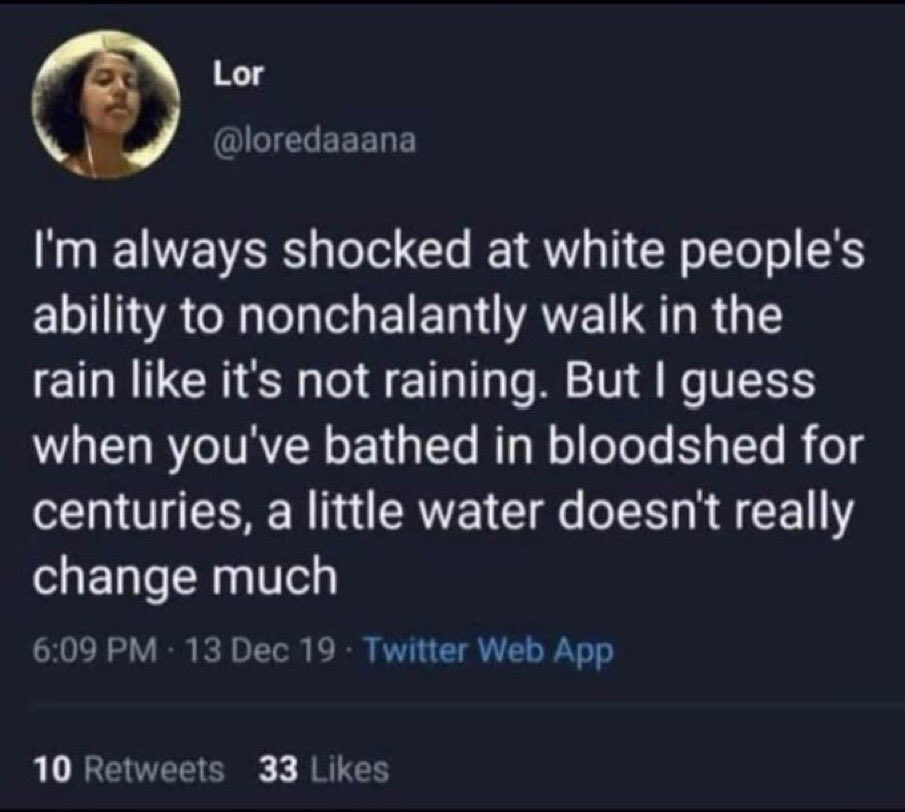 Lor
@loredaaana
I'm always shocked at white people's
ability to nonchalantly walk in the
rain like it's not raining. But I guess
when you've bathed in bloodshed for
centuries, a little water doesn't really
change much
6:09 PM · 13 Dec 19 · Twitter Web App
10 Retweets 33 Likes